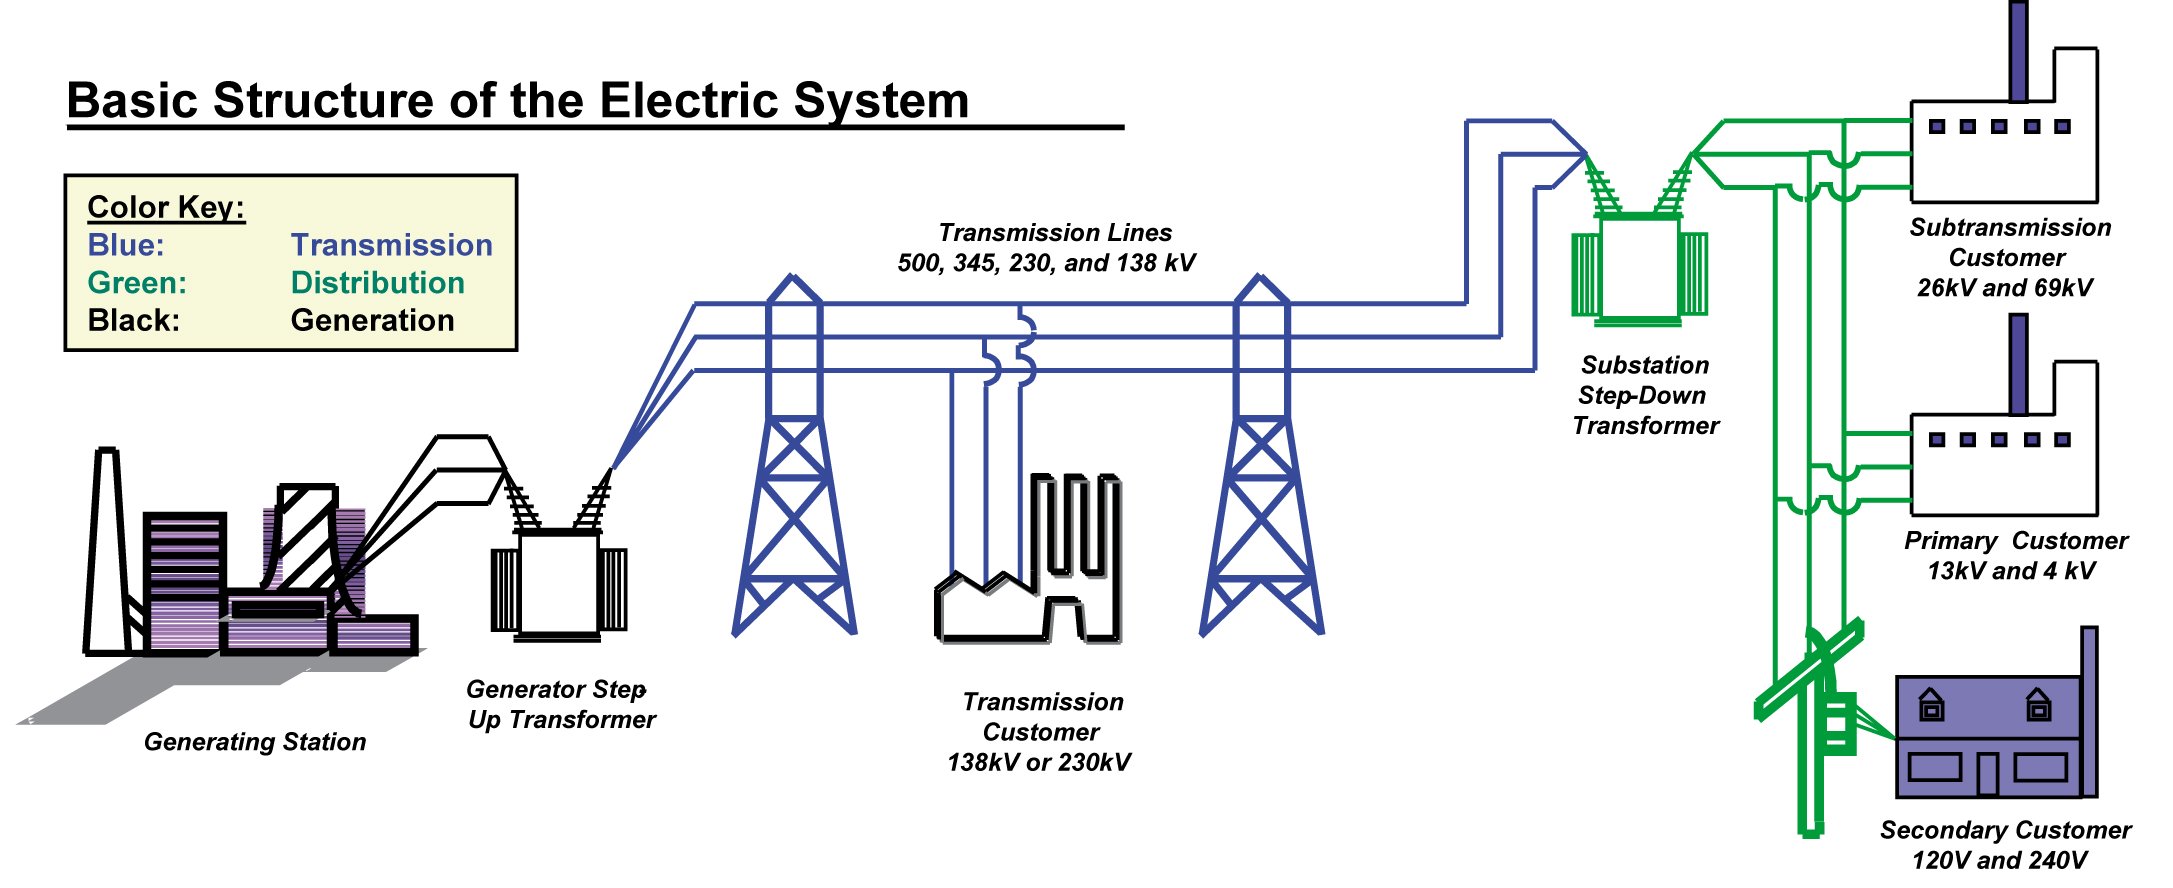 Basic Structure of the Electric System
Color Key:
Blue: Transmission
Green: Distribution
Black: Generation
Transmission Lines
500, 345, 230, and 138 kV
Subtransmission
Customer
26kV and 69kV
Substation
Step-Down
Transformer
Primary Customer
13kV and 4 kV
Generator Step-
Up Transformer
Generating Station
Transmission
Customer
138kV or 230kV
Secondary Customer
120V and 240V